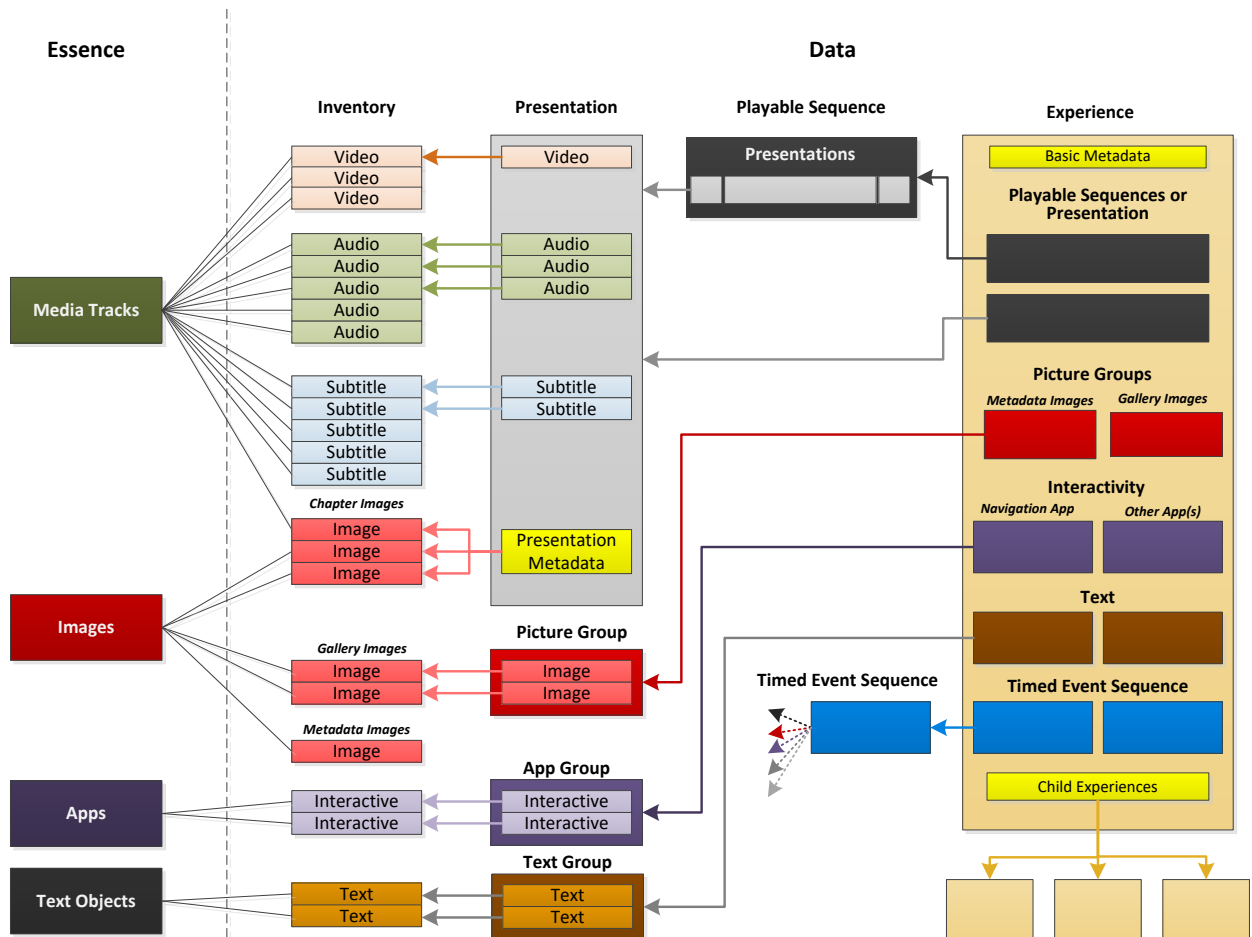 Essence
Data
Inventory
Presentation
Playable Sequence
Experience
Video
Video
Video
Video
Presentations
Basic Metadata
Playable Sequences or
Presentation
Audio
Audio
Audio
Audio
Audio
Audio
Audio
Audio
Media Tracks
Subtitle
Subtitle
Subtitle
Subtitle
Subtitle
Subtitle
Subtitle
Picture Groups
Metadata Images
Gallery Images
Chapter Images
Image
Image
Image
Presentation
Metadata
Interactivity
Navigation App
Other App(s)
Images
Text
Picture Group
Gallery Images
Image
Image
Image
Image
Timed Event Sequence
Timed Event Sequence
Metadata Images
Image
App Group
Child Experiences
Apps
Interactive
Interactive
Interactive
Interactive
Text Group
Text Objects
Text
Text
Text
Text